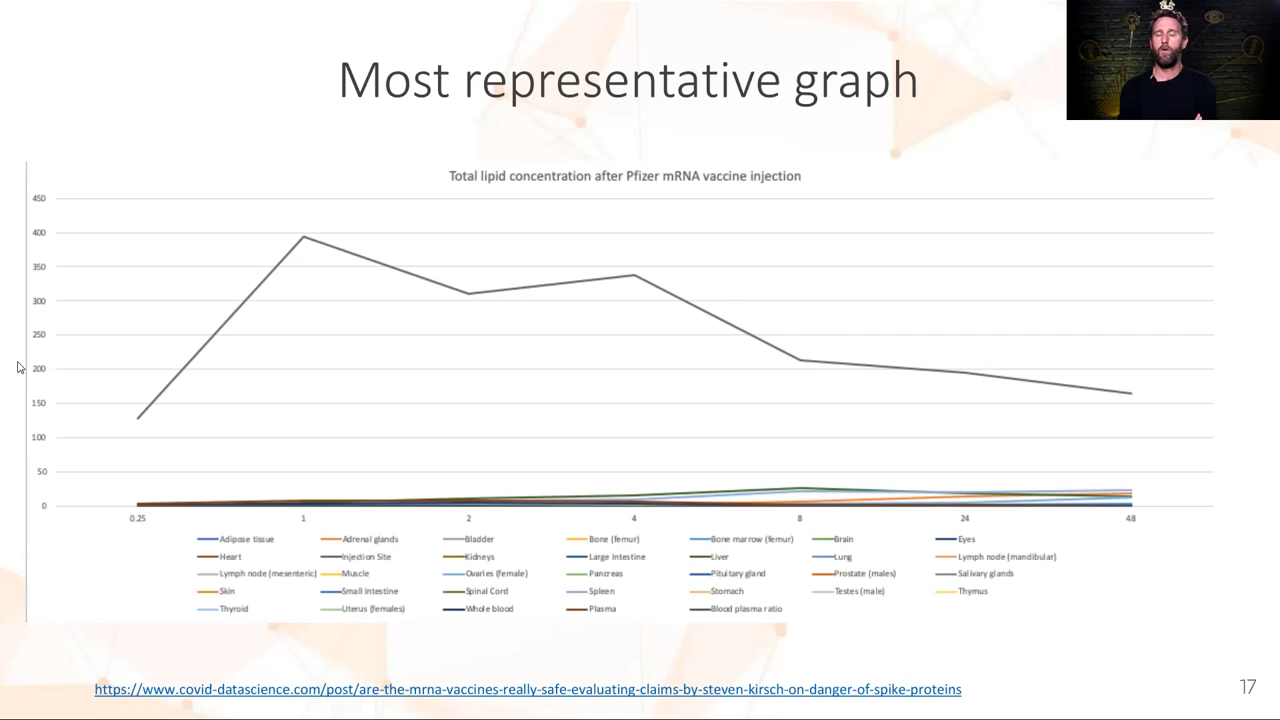 Most representative graph
Total lipid concentration after Pfizer mRNA vaccine injection
450
400
350
300
250
200
150
100
50
0
0.25 1 2 4 8 24 48
Adipose tissue Adrenal glands Bladder Bone (femur) Bone marrow (femur) Brain Eyes
Heart Injection Site Kidneys Large Intestine Liver Lung Lymph node (mandibular)
Lymph node (mesenteric) Muscle Ovaries (female) Pancreas Pituitary gland Prostate (males) Salivary glands
Skin Small Intestine Spinal Cord Spleen Stomach Testes (male) Thymus
Thyroid Uterus (females) Whole blood Plasma Blood plasma ratio
https://www.covid-datascience.com/post/are-the-mrna-vaccines-really-safe-evaluating-claims-by-steven-kirsch-on-danger-of-spike-proteins
17